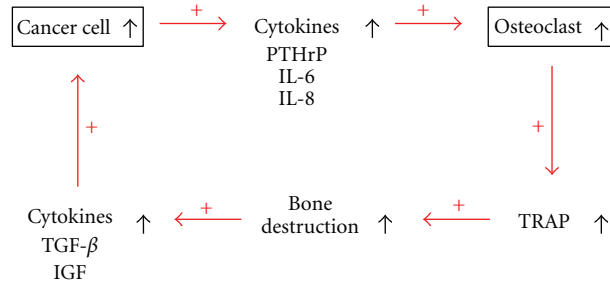 Cancer cell ↑
+
Cytokines ↑
PTHrP
IL-6
IL-8
+
Osteoclast ↑
+
TRAP ↑
+
Bone
destruction ↑
+
Cytokines ↑
TGF-β
IGF
+